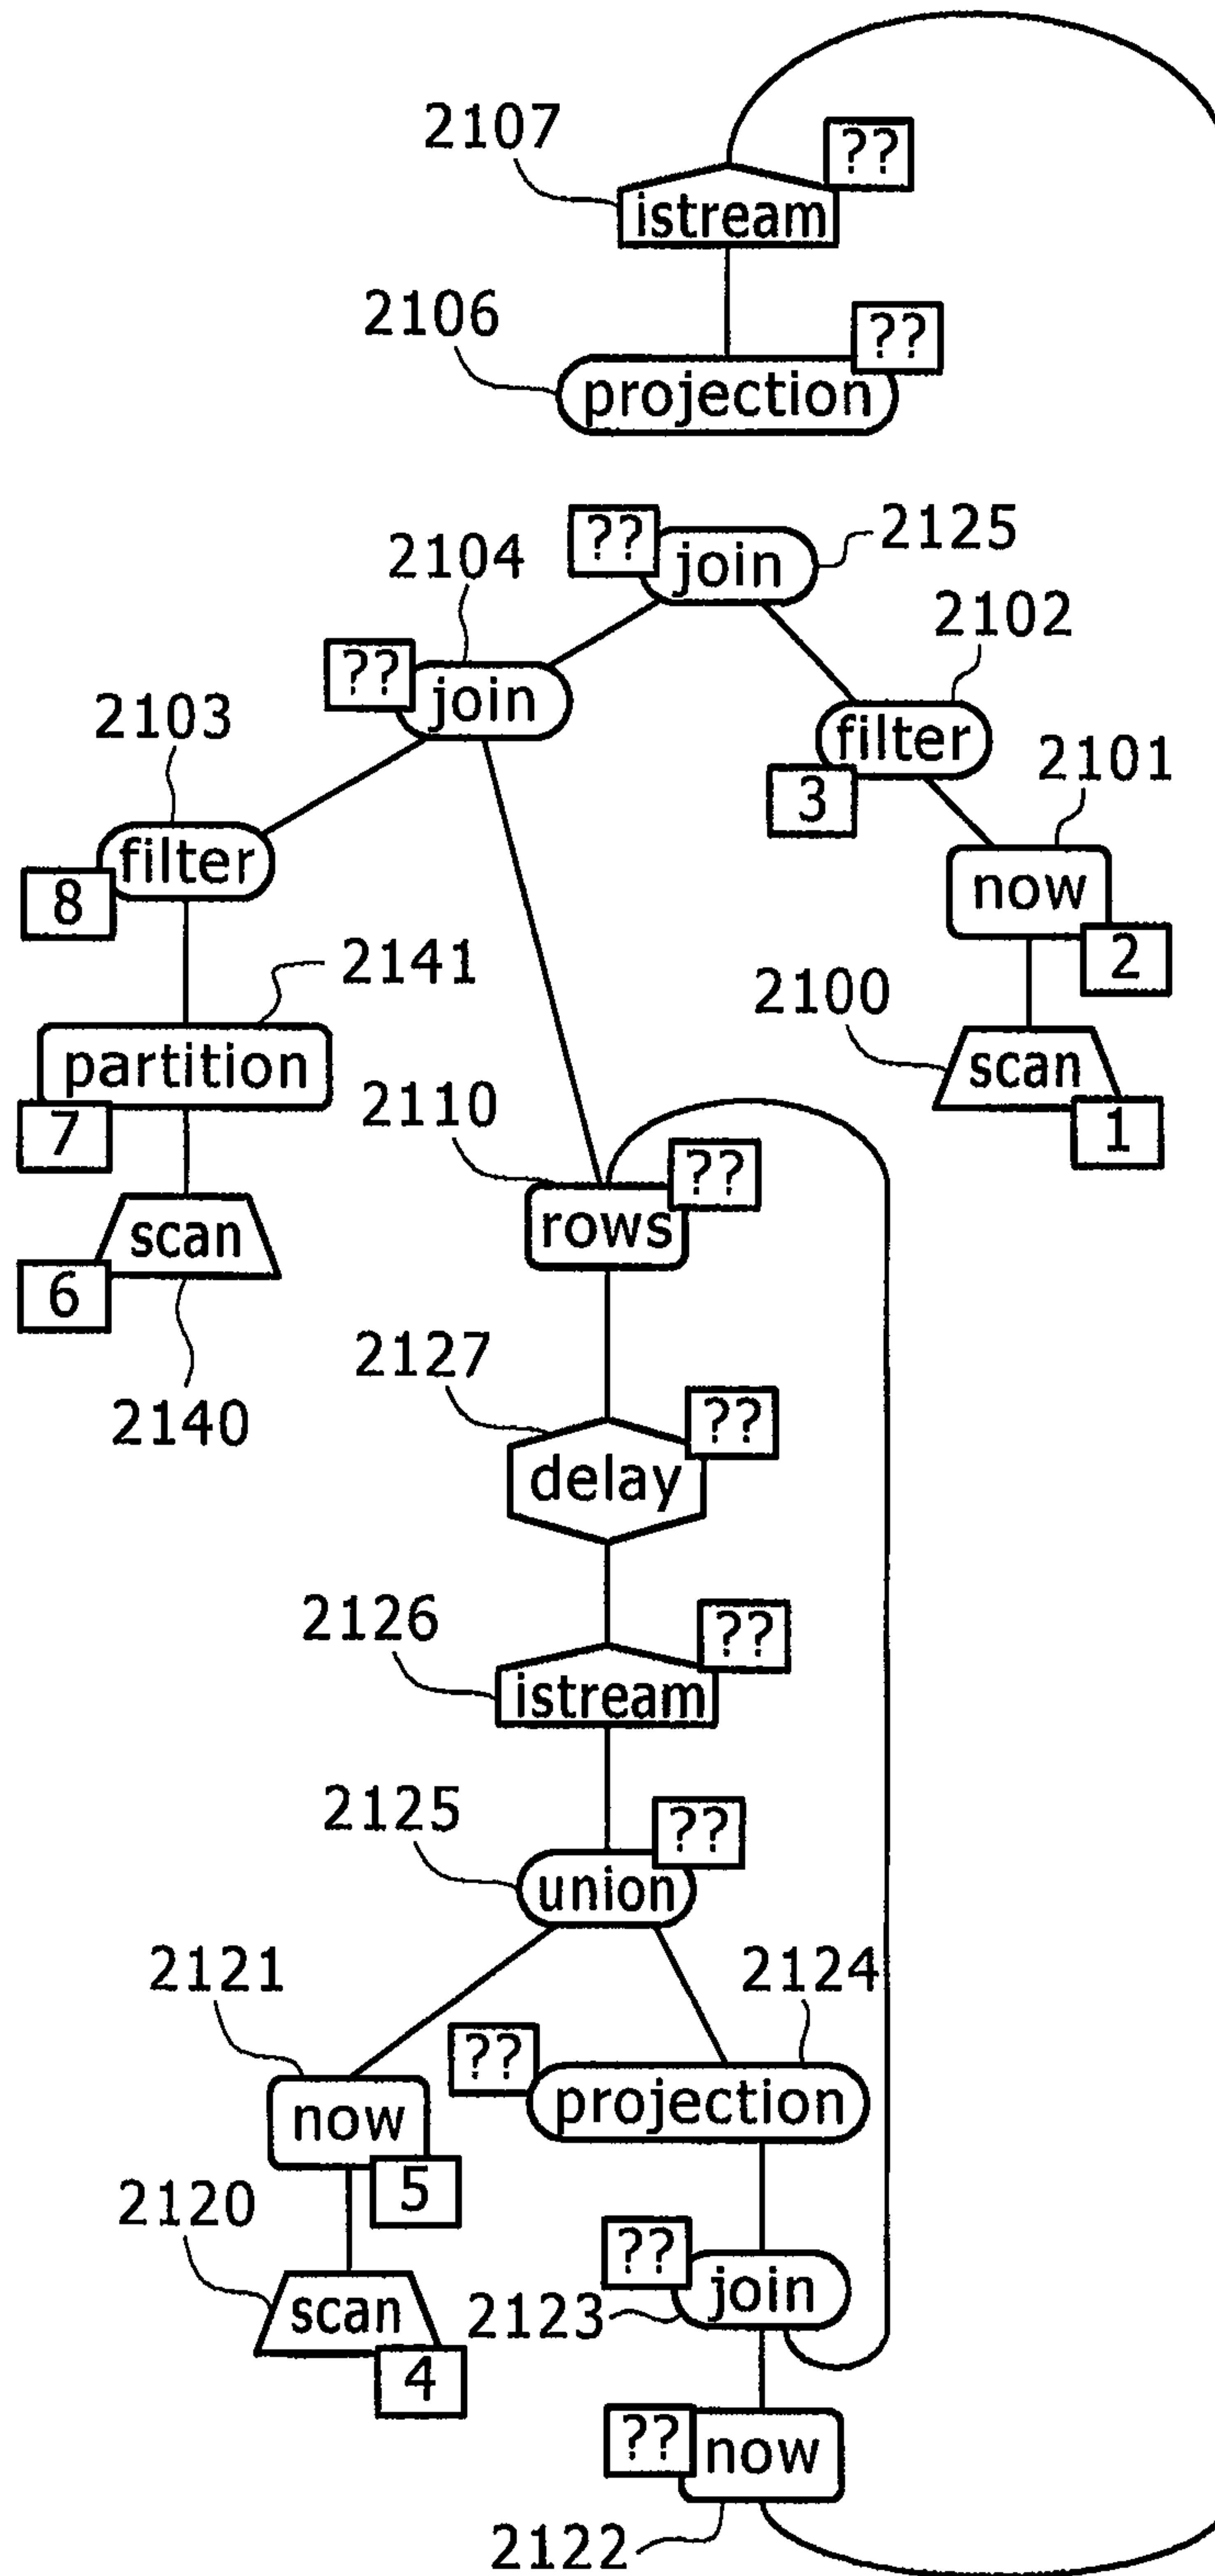 2107
??
istream
2106
??
projection
??
join
2125
2104
??
join
2102
filter
3
2103
filter
8
2101
now
2
2141
partition
7
2100
scan
1
2110
??
rows
scan
6
2140
2127
??
delay
2126
??
istream
2125
??
union
2121
now
5
2124
??
projection
2120
scan
4
??
join
2123
??
now
2122